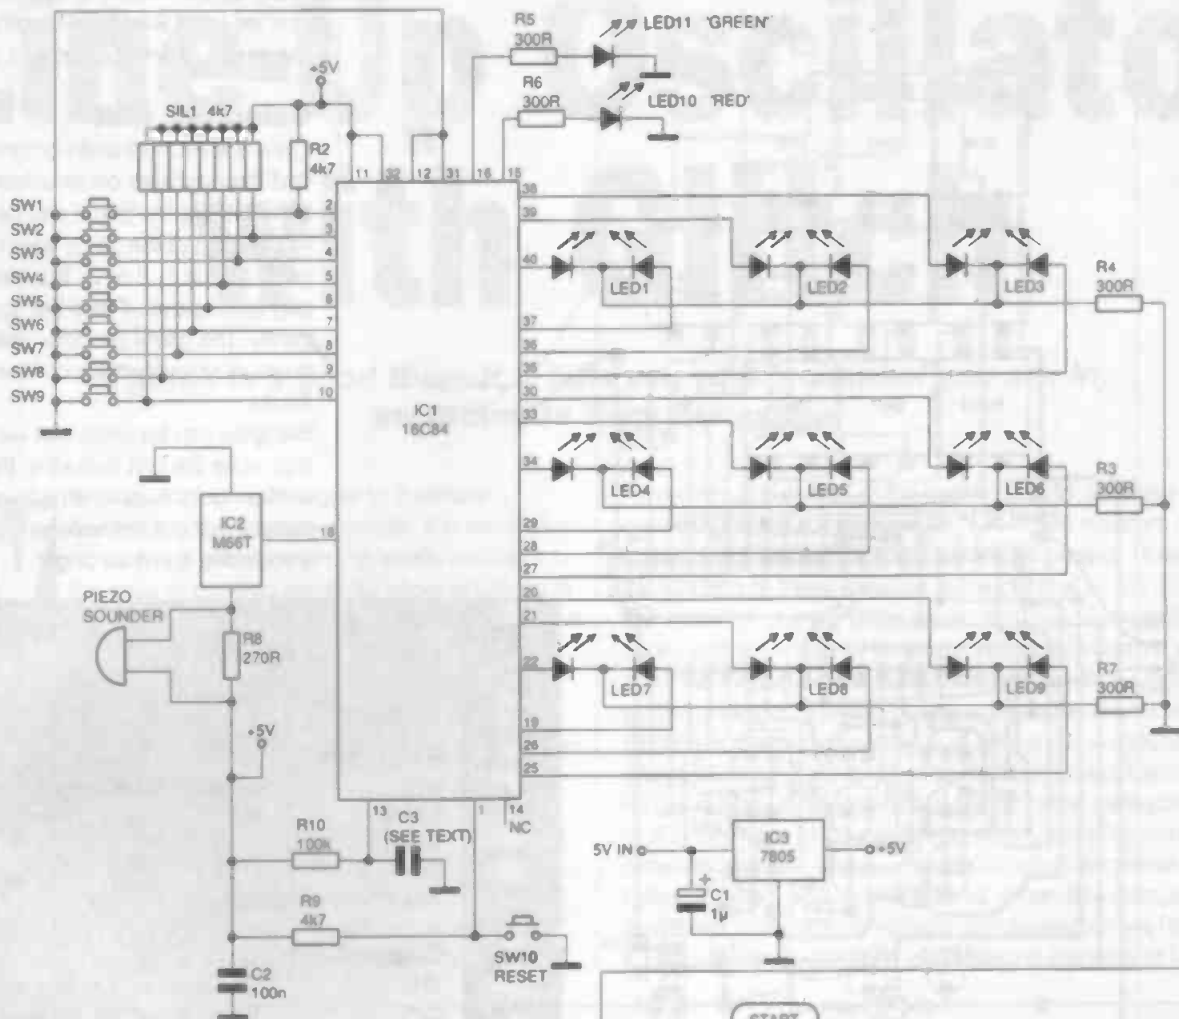 R5
300R
LED11 "GREEN"
R6
300R
LED10 "RED"
+5V
SIL1 4k7
R2
4k7
11
32
12
31
16
15
SW1
SW2
SW3
SW4
SW5
SW6
SW7
SW8
SW9
2
3
4
5
6
7
8
9
10
IC1
16C84
38
39
40
37
36
35
30
33
34
29
28
27
20
21
22
19
26
25
LED1
LED2
LED3
R4
300R
LED4
LED5
LED6
R3
300R
LED7
LED8
LED9
R7
300R
IC2
M66T
18
PIEZO
SOUNDER
R8
270R
+5V
13
1
14
NC
C3
(SEE TEXT)
R10
100k
R9
4k7
SW10
RESET
C2
100n
5V IN
IC3
7805
+5V
+
C1
1µ
START